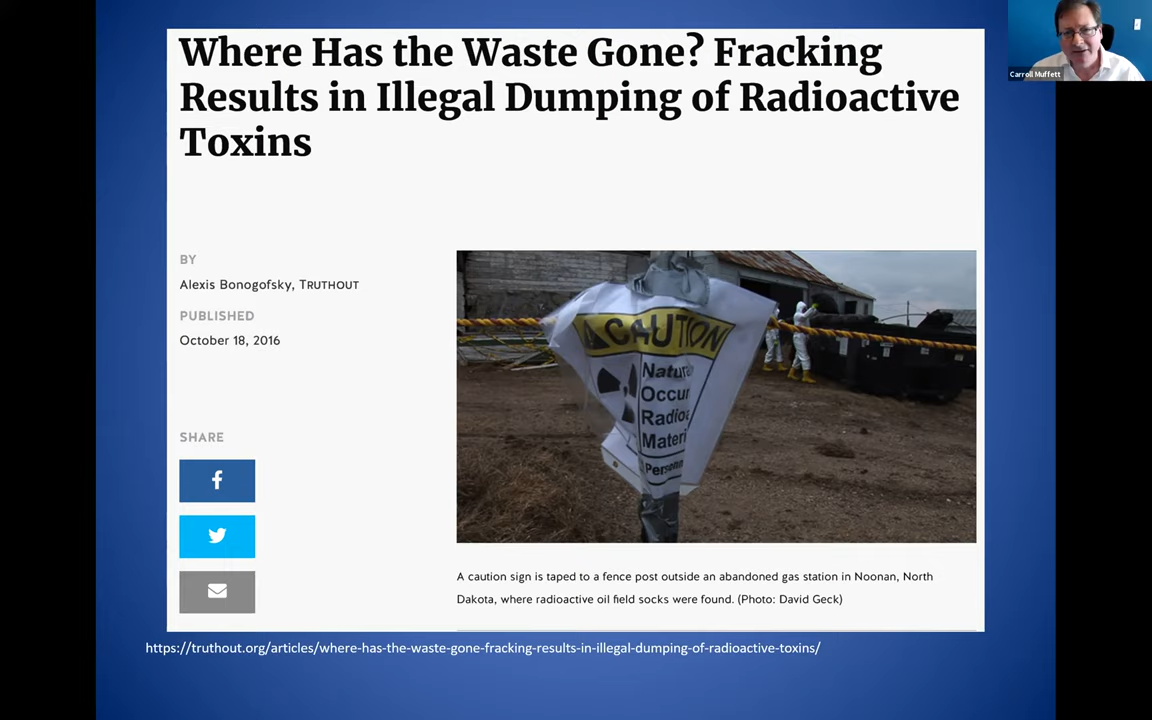 Where Has the Waste Gone? Fracking
Results in Illegal Dumping of Radioactive
Toxins
Carroll Muffett
BY
Alexis Bonogofsky, TRUTHOUT
PUBLISHED
October 18, 2016
SHARE
CAUTION
Natur
Occur
Radioa
Materi
Personn
A caution sign is taped to a fence post outside an abandoned gas station in Noonan, North
Dakota, where radioactive oil field socks were found. (Photo: David Geck)
https://truthout.org/articles/where-has-the-waste-gone-fracking-results-in-illegal-dumping-of-radioactive-toxins/